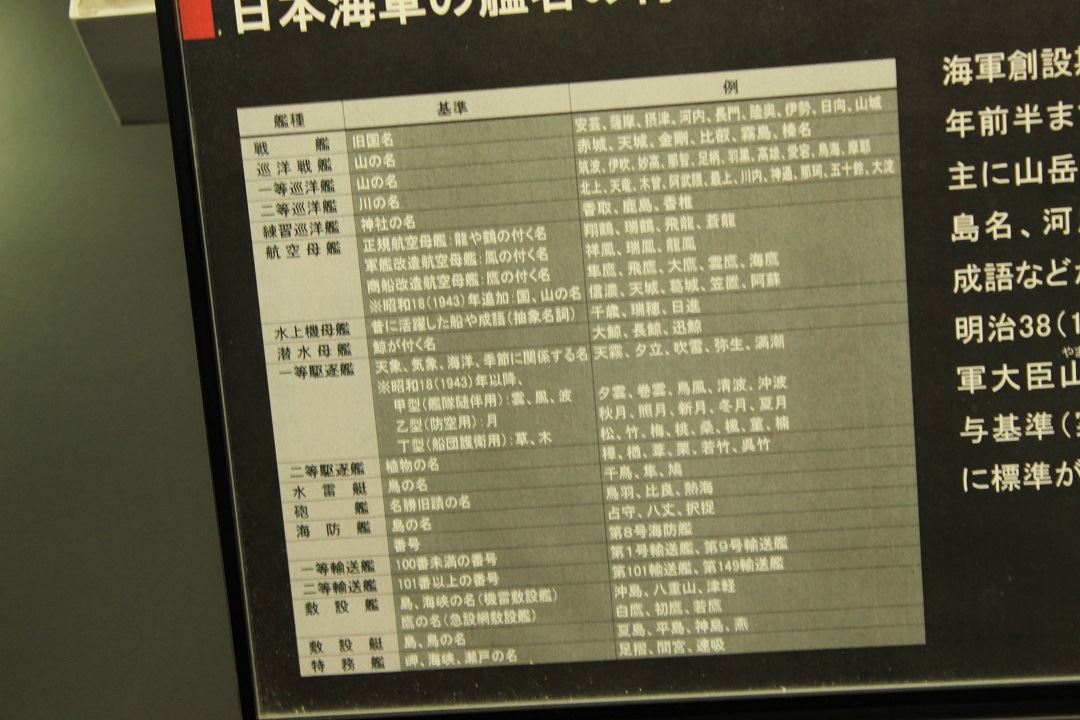 日本海軍の艦名の
艦種 基準 例
戦艦 旧国名 安芸、薩摩、摂津、河内、長門、陸奥、伊勢、日向、山城
巡洋戦艦 山の名 赤城、天城、金剛、比叡、霧島、榛名
一等巡洋艦 山の名 筑波、伊吹、妙高、那智、足柄、羽黒、高雄、愛宕、鳥海、摩耶
二等巡洋艦 川の名 北上、天竜、木曽、阿武隈、最上、川内、神通、那珂、五十鈴、大淀
練習巡洋艦 神社の名 香取、鹿島、香椎
航空母艦 正規航空母艦：龍や鶴の付く名 翔鶴、瑞鶴、飛龍、蒼龍
軍艦改造航空母艦：鳳の付く名 祥鳳、瑞鳳、龍鳳
商船改造航空母艦：鷹の付く名 隼鷹、飛鷹、大鷹、雲鷹、海鷹
※昭和18(1943)年追加：国、山の名 信濃、天城、葛城、笠置、阿蘇
水上機母艦 昔に活躍した船や成語(抽象名詞) 千歳、瑞穂、日進
潜水母艦 鯨が付く名 大鯨、長鯨、迅鯨
一等駆逐艦 天象、気象、海洋、季節に関係する名 天霧、夕立、吹雪、弥生、満潮
※昭和18(1943)年以降、
甲型(艦隊随伴用)：雲、風、波 夕雲、巻雲、島風、清波、沖波
乙型(防空用)：月 秋月、照月、新月、冬月、夏月
丁型(船団護衛用)：草、木 松、竹、梅、桃、桑、楓、菫、楠
二等駆逐艦 植物の名 樺、楢、葦、栗、若竹、呉竹
水雷艇 鳥の名 千鳥、隼、鳩
砲艦 名勝旧蹟の名 鳥羽、比良、熱海
海防艦 島の名 占守、八丈、択捉
番号 第8号海防艦
一等輸送艦 100番未満の番号 第1号輸送艦、第9号輸送艦
二等輸送艦 101番以上の番号 第101輸送艦、第149輸送艦
敷設艦 島、海峡の名(機雷敷設艦) 沖島、八重山、津軽
鷹の名(急設網敷設艦) 白鷹、初鷹、若鷹
敷設艇 島、鳥の名 夏島、平島、神島、燕
特務艦 岬、海峡、瀬戸の名 足摺、間宮、速吸
海軍創設
年前半ま
主に山岳
島名、河
成語など
明治38(1
軍大臣山
与基準(
に標準が